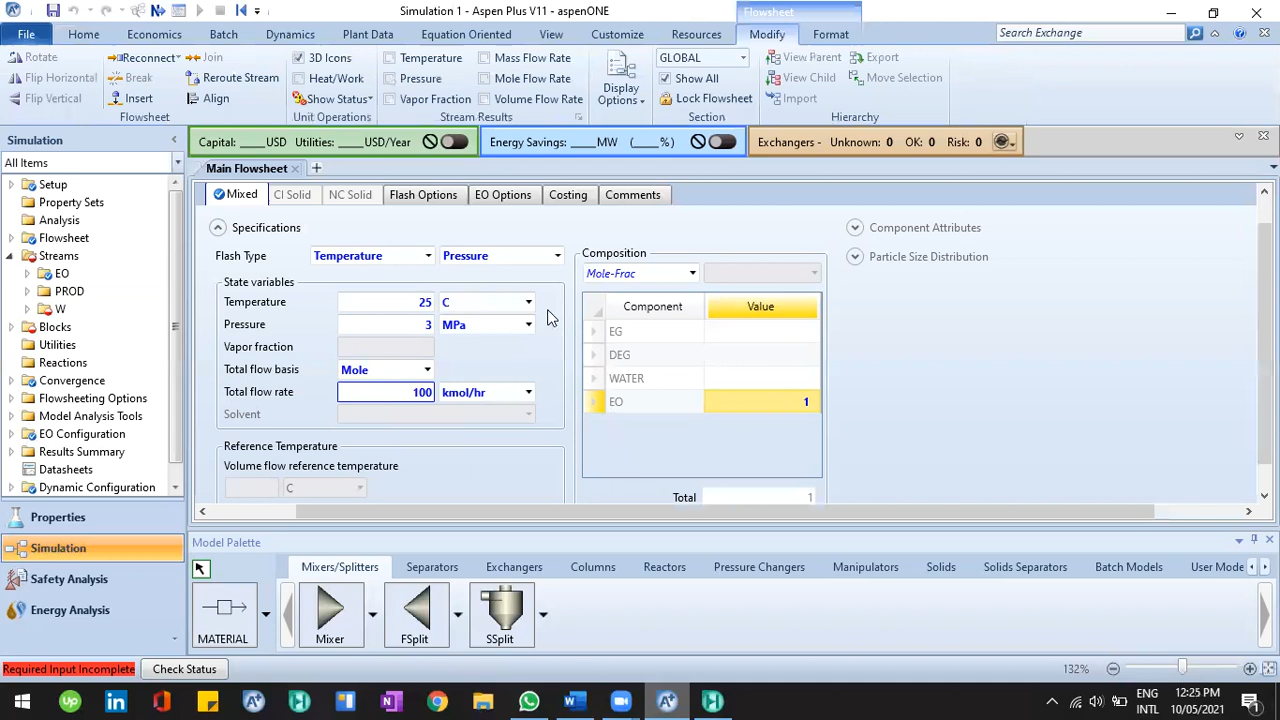 Simulation 1 - Aspen Plus V11 - aspenONE
Flowsheet
File Home Economics Batch Dynamics Plant Data Equation Oriented View Customize Resources Modify Format Search Exchange
Rotate Reconnect Join 3D Icons Temperature Mass Flow Rate GLOBAL View Parent Export
Flip Horizontal Break Reroute Stream Heat/Work Pressure Mole Flow Rate Display Options Show All View Child Move Selection
Flip Vertical Insert Align Show Status Vapor Fraction Volume Flow Rate Lock Flowsheet Import
Flowsheet Unit Operations Stream Results Section Hierarchy
Simulation Capital: ____USD Utilities: ____USD/Year Energy Savings: ____MW (____%) Exchangers - Unknown: 0 OK: 0 Risk: 0
All Items Main Flowsheet
Setup Mixed CI Solid NC Solid Flash Options EO Options Costing Comments
Property Sets
Analysis Specifications Component Attributes
Flowsheet
Streams Flash Type Temperature Pressure Composition Particle Size Distribution
EO Mole-Frac
PROD State variables
W Temperature 25 C Component Value
Blocks Pressure 3 MPa EG
Utilities Vapor fraction DEG
Reactions Total flow basis Mole WATER
Convergence Total flow rate 100 kmol/hr EO 1
Flowsheeting Options Solvent
Model Analysis Tools
EO Configuration Reference Temperature
Results Summary Volume flow reference temperature
Datasheets C
Dynamic Configuration Total 1
Properties
Model Palette
Simulation Mixers/Splitters Separators Exchangers Columns Reactors Pressure Changers Manipulators Solids Solids Separators Batch Models User Mode
Safety Analysis
Energy Analysis
MATERIAL Mixer FSplit SSplit
Required Input Incomplete Check Status 132%
ENG 12:25 PM
INTL 10/05/2021